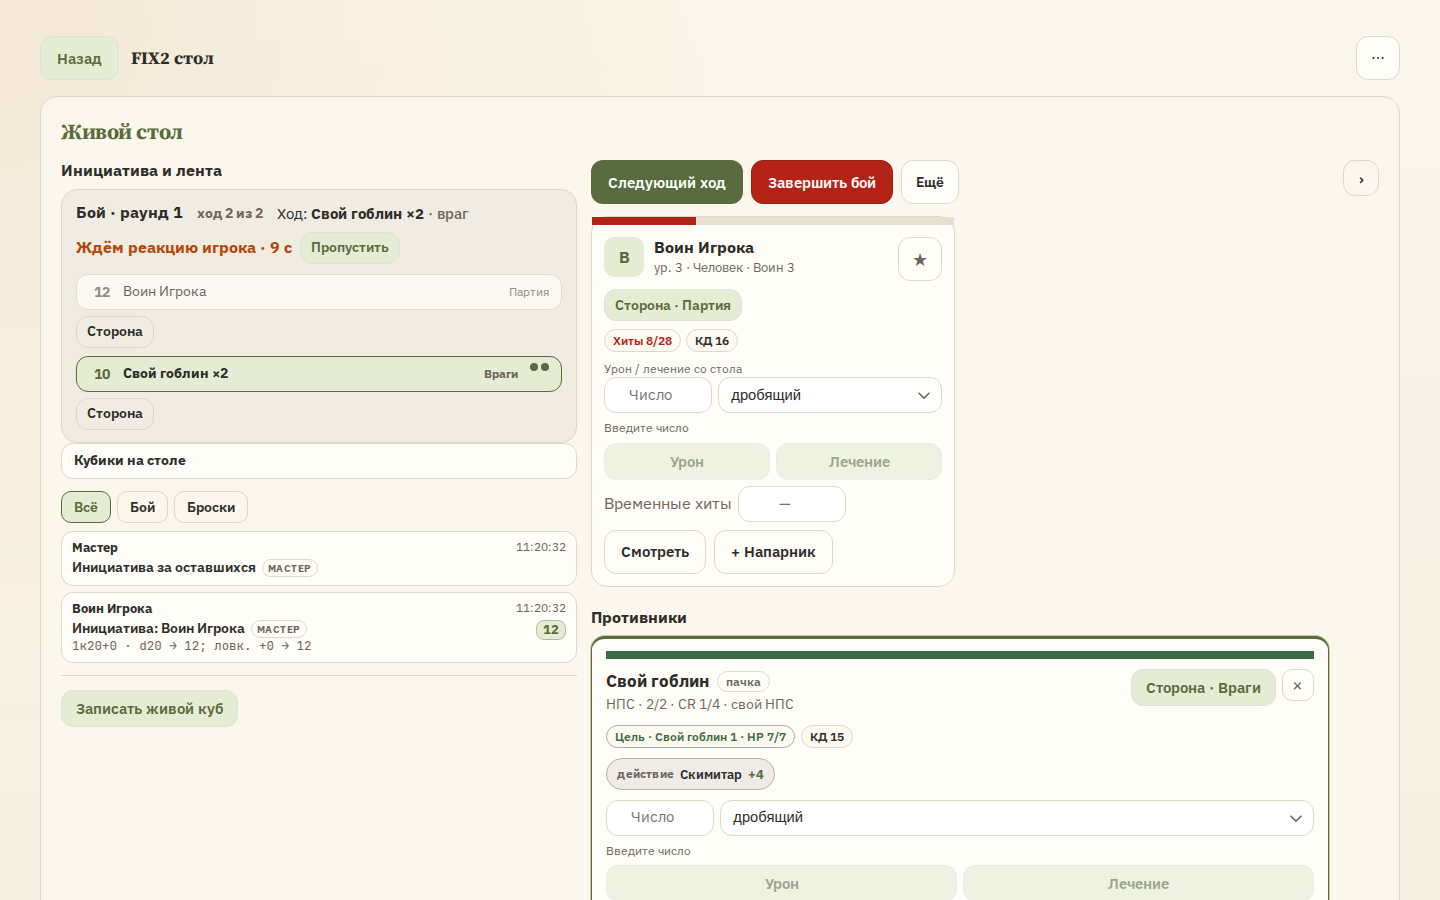 Назад
FIX2 стол
···
Живой стол
Инициатива и лента
Бой · раунд 1 ход 2 из 2 Ход: Свой гоблин ×2 · враг
Ждём реакцию игрока · 9 с Пропустить
12 Воин Игрока Партия
Сторона
10 Свой гоблин ×2 Враги
Сторона
Кубики на столе
Всё Бой Броски
Мастер 11:20:32
Инициатива за оставшихся МАСТЕР
Воин Игрока 11:20:32
Инициатива: Воин Игрока МАСТЕР 12
1к20+0 · d20 → 12; ловк. +0 → 12
Записать живой куб
Следующий ход Завершить бой Ещё
›
В Воин Игрока ★
ур. 3 · Человек · Воин 3
Сторона · Партия
Хиты 8/28 КД 16
Урон / лечение со стола
Число дробящий
Введите число
Урон Лечение
Временные хиты —
Смотреть + Напарник
Противники
Свой гоблин пачка Сторона · Враги ×
НПС · 2/2 · CR 1/4 · свой НПС
Цель · Свой гоблин 1 · HP 7/7 КД 15
действие Скимитар +4
Число дробящий
Введите число
Урон Лечение